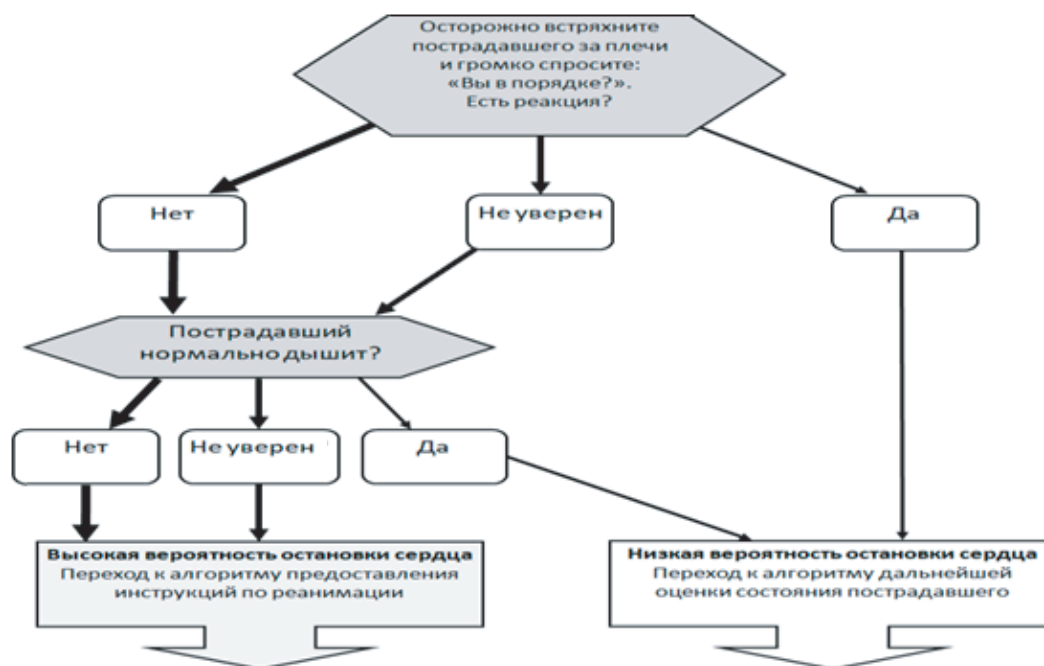 Осторожно встряхните
пострадавшего за плечи
и громко спросите:
«Вы в порядке?».
Есть реакция?
Нет
Не уверен
Да
Пострадавший
нормально дышит?
Нет
Не уверен
Да
Высокая вероятность остановки сердца
Переход к алгоритму предоставления
инструкций по реанимации
Низкая вероятность остановки сердца
Переход к алгоритму дальнейшей
оценки состояния пострадавшего